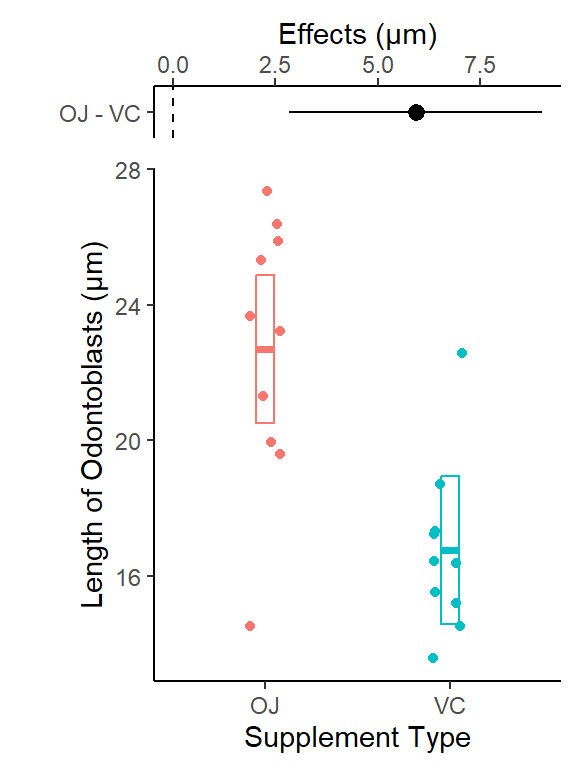 Effects (μm)
0.0 2.5 5.0 7.5
OJ - VC
28
24
20
16
Length of Odontoblasts (μm)
OJ VC
Supplement Type